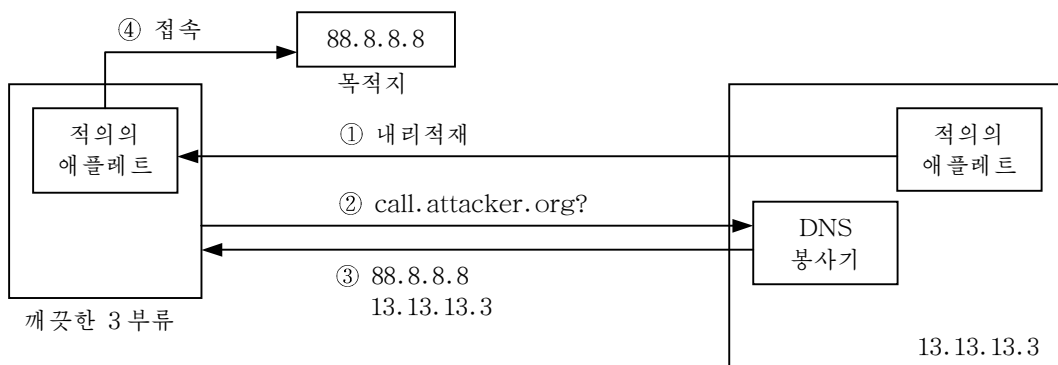 ④ 접속
88.8.8.8
목적지
적의의
애플레트
① 내리적재
적의의
애플레트
② call.attacker.org?
DNS
봉사기
③ 88.8.8.8
13.13.13.3
깨끗한 3부류
13.13.13.3